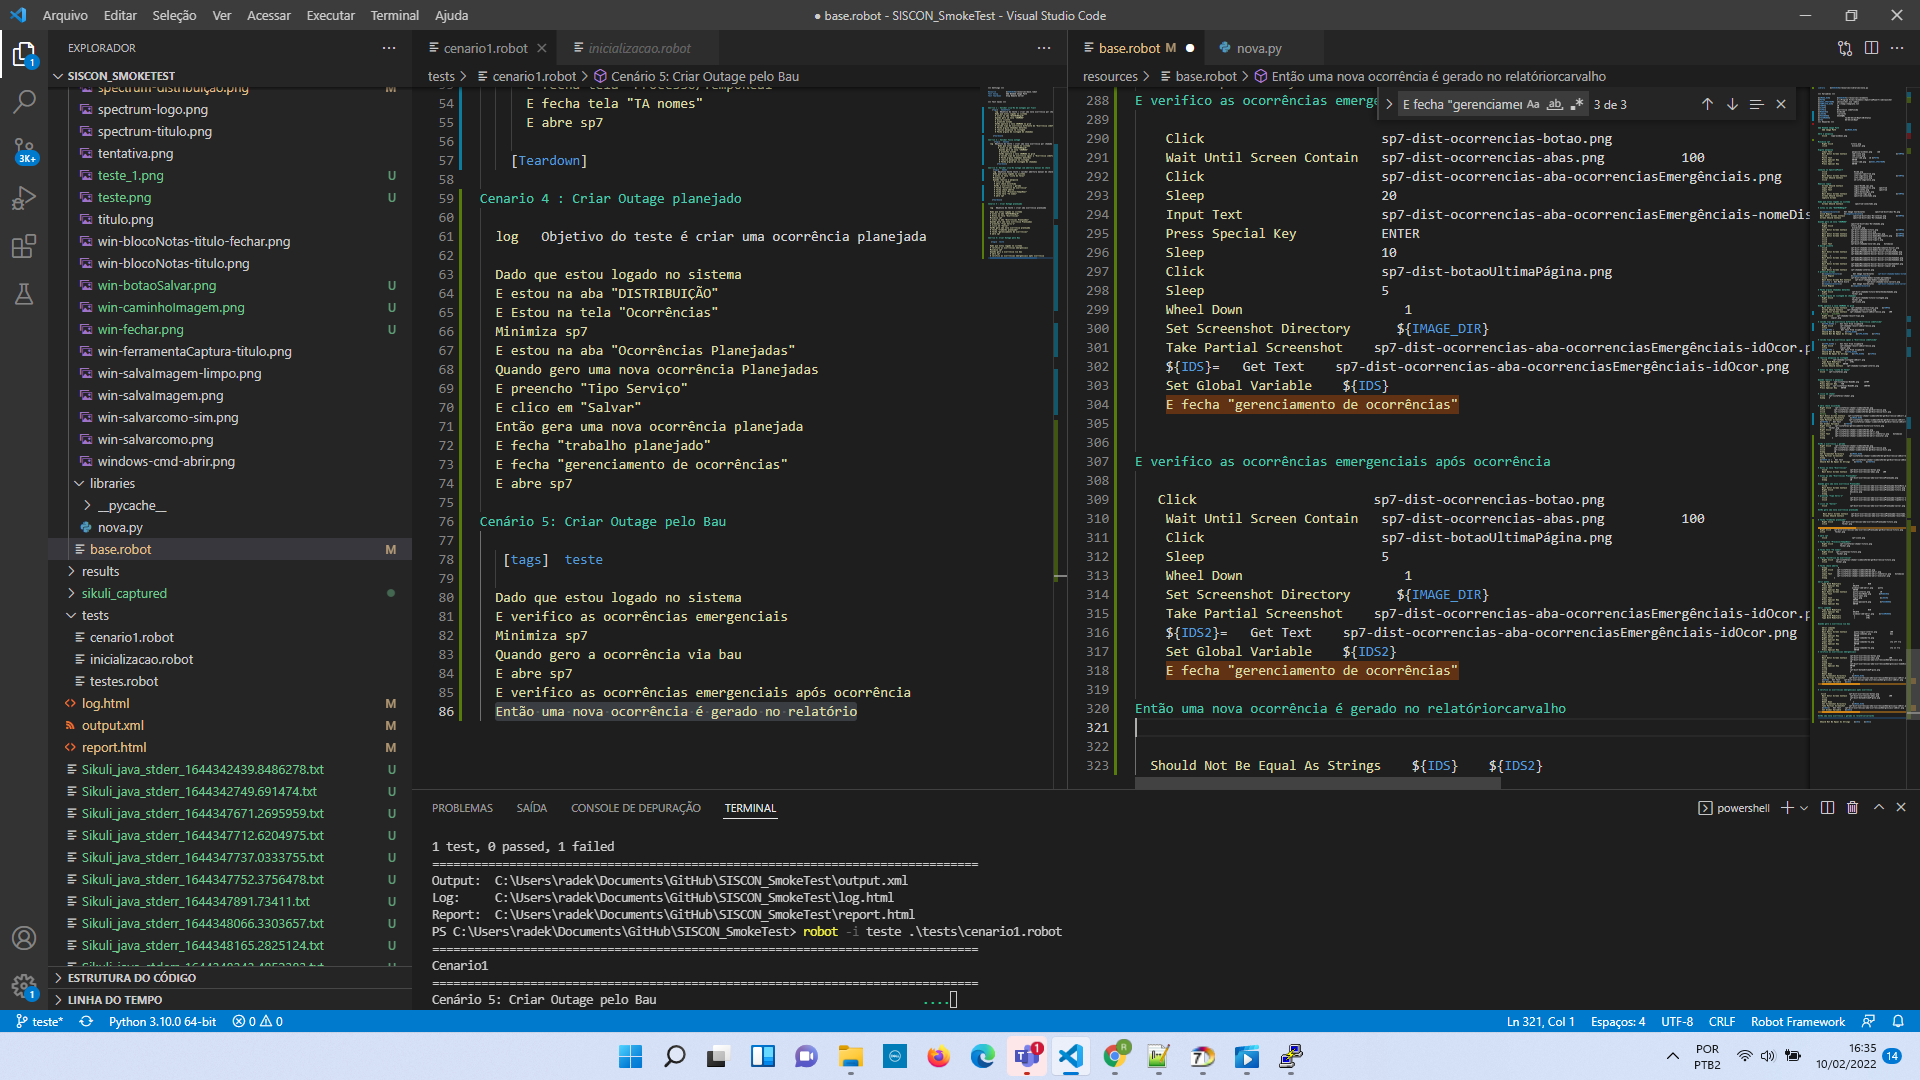 Arquivo Editar Seleção Ver Acessar Executar Terminal Ajuda
● base.robot - SISCON_SmokeTest - Visual Studio Code
EXPLORADOR
SISCON_SMOKETEST
spectrum-distribuição.png M
spectrum-logo.png
spectrum-titulo.png
tentativa.png
teste_1.png U
teste.png U
titulo.png
win-blocoNotas-titulo-fechar.png
win-blocoNotas-titulo.png
win-botaoSalvar.png U
win-caminhoImagem.png U
win-fechar.png U
win-ferramentaCaptura-titulo.png
win-salvaImagem-limpo.png
win-salvaImagem.png
win-salvarcomo-sim.png
win-salvarcomo.png
windows-cmd-abrir.png
libraries
__pycache__
nova.py
base.robot M
results
sikuli_captured
tests
cenario1.robot
inicializacao.robot
testes.robot
log.html M
output.xml M
report.html M
Sikuli_java_stderr_1644342439.8486278.txt U
Sikuli_java_stderr_1644342749.691474.txt U
Sikuli_java_stderr_1644347671.2695959.txt U
Sikuli_java_stderr_1644347712.6204975.txt U
Sikuli_java_stderr_1644347737.0333755.txt U
Sikuli_java_stderr_1644347752.3756478.txt U
Sikuli_java_stderr_1644347891.73411.txt U
Sikuli_java_stderr_1644348066.3303657.txt U
Sikuli_java_stderr_1644348165.2825124.txt U
ESTRUTURA DO CÓDIGO
LINHA DO TEMPO
1
3K+
1
cenario1.robot inicializacao.robot
tests > cenario1.robot > Cenário 5: Criar Outage pelo Bau
54 E fecha tela "TA nomes"
55 E abre sp7
56
57 [Teardown]
58
59 Cenario 4 : Criar Outage planejado
60
61 log Objetivo do teste é criar uma ocorrência planejada
62
63 Dado que estou logado no sistema
64 E estou na aba "DISTRIBUIÇÃO"
65 E Estou na tela "Ocorrências"
66 Minimiza sp7
67 E estou na aba "Ocorrências Planejadas"
68 Quando gero uma nova ocorrência Planejadas
69 E preencho "Tipo Serviço"
70 E clico em "Salvar"
71 Então gera uma nova ocorrência planejada
72 E fecha "trabalho planejado"
73 E fecha "gerenciamento de ocorrências"
74 E abre sp7
75
76 Cenário 5: Criar Outage pelo Bau
77
78 [tags] teste
79
80 Dado que estou logado no sistema
81 E verifico as ocorrências emergenciais
82 Minimiza sp7
83 Quando gero a ocorrência via bau
84 E abre sp7
85 E verifico as ocorrências emergenciais após ocorrência
86 Então uma nova ocorrência é gerado no relatório
base.robot M ● nova.py
resources > base.robot > Então uma nova ocorrência é gerado no relatóriorcarvalho
E fecha "gerenciamer Aa ab 3 de 3
288 E verifico as ocorrências emerge
289
290 Click sp7-dist-ocorrencias-botao.png
291 Wait Until Screen Contain sp7-dist-ocorrencias-abas.png 100
292 Click sp7-dist-ocorrencias-aba-ocorrenciasEmergênciais.png
293 Sleep 20
294 Input Text sp7-dist-ocorrencias-aba-ocorrenciasEmergênciais-nomeDis
295 Press Special Key ENTER
296 Sleep 10
297 Click sp7-dist-botaoUltimaPágina.png
298 Sleep 5
299 Wheel Down 1
300 Set Screenshot Directory ${IMAGE_DIR}
301 Take Partial Screenshot sp7-dist-ocorrencias-aba-ocorrenciasEmergênciais-idOcor.p
302 ${IDS}= Get Text sp7-dist-ocorrencias-aba-ocorrenciasEmergênciais-idOcor.png
303 Set Global Variable ${IDS}
304 E fecha "gerenciamento de ocorrências"
305
306
307 E verifico as ocorrências emergenciais após ocorrência
308
309 Click sp7-dist-ocorrencias-botao.png
310 Wait Until Screen Contain sp7-dist-ocorrencias-abas.png 100
311 Click sp7-dist-botaoUltimaPágina.png
312 Sleep 5
313 Wheel Down 1
314 Set Screenshot Directory ${IMAGE_DIR}
315 Take Partial Screenshot sp7-dist-ocorrencias-aba-ocorrenciasEmergênciais-idOcor.p
316 ${IDS2}= Get Text sp7-dist-ocorrencias-aba-ocorrenciasEmergênciais-idOcor.png
317 Set Global Variable ${IDS2}
318 E fecha "gerenciamento de ocorrências"
319
320 Então uma nova ocorrência é gerado no relatóriorcarvalho
321
322
323 Should Not Be Equal As Strings ${IDS} ${IDS2}
PROBLEMAS SAÍDA CONSOLE DE DEPURAÇÃO TERMINAL
powershell
1 test, 0 passed, 1 failed
==============================================================================
Output: C:\Users\radek\Documents\GitHub\SISCON_SmokeTest\output.xml
Log: C:\Users\radek\Documents\GitHub\SISCON_SmokeTest\log.html
Report: C:\Users\radek\Documents\GitHub\SISCON_SmokeTest\report.html
PS C:\Users\radek\Documents\GitHub\SISCON_SmokeTest> robot -i teste .\tests\cenario1.robot
==============================================================================
Cenario1
==============================================================================
Cenário 5: Criar Outage pelo Bau ....
teste* Python 3.10.0 64-bit 0 0
Ln 321, Col 1 Espaços: 4 UTF-8 CRLF Robot Framework
POR
PTB2
16:35
10/02/2022
14